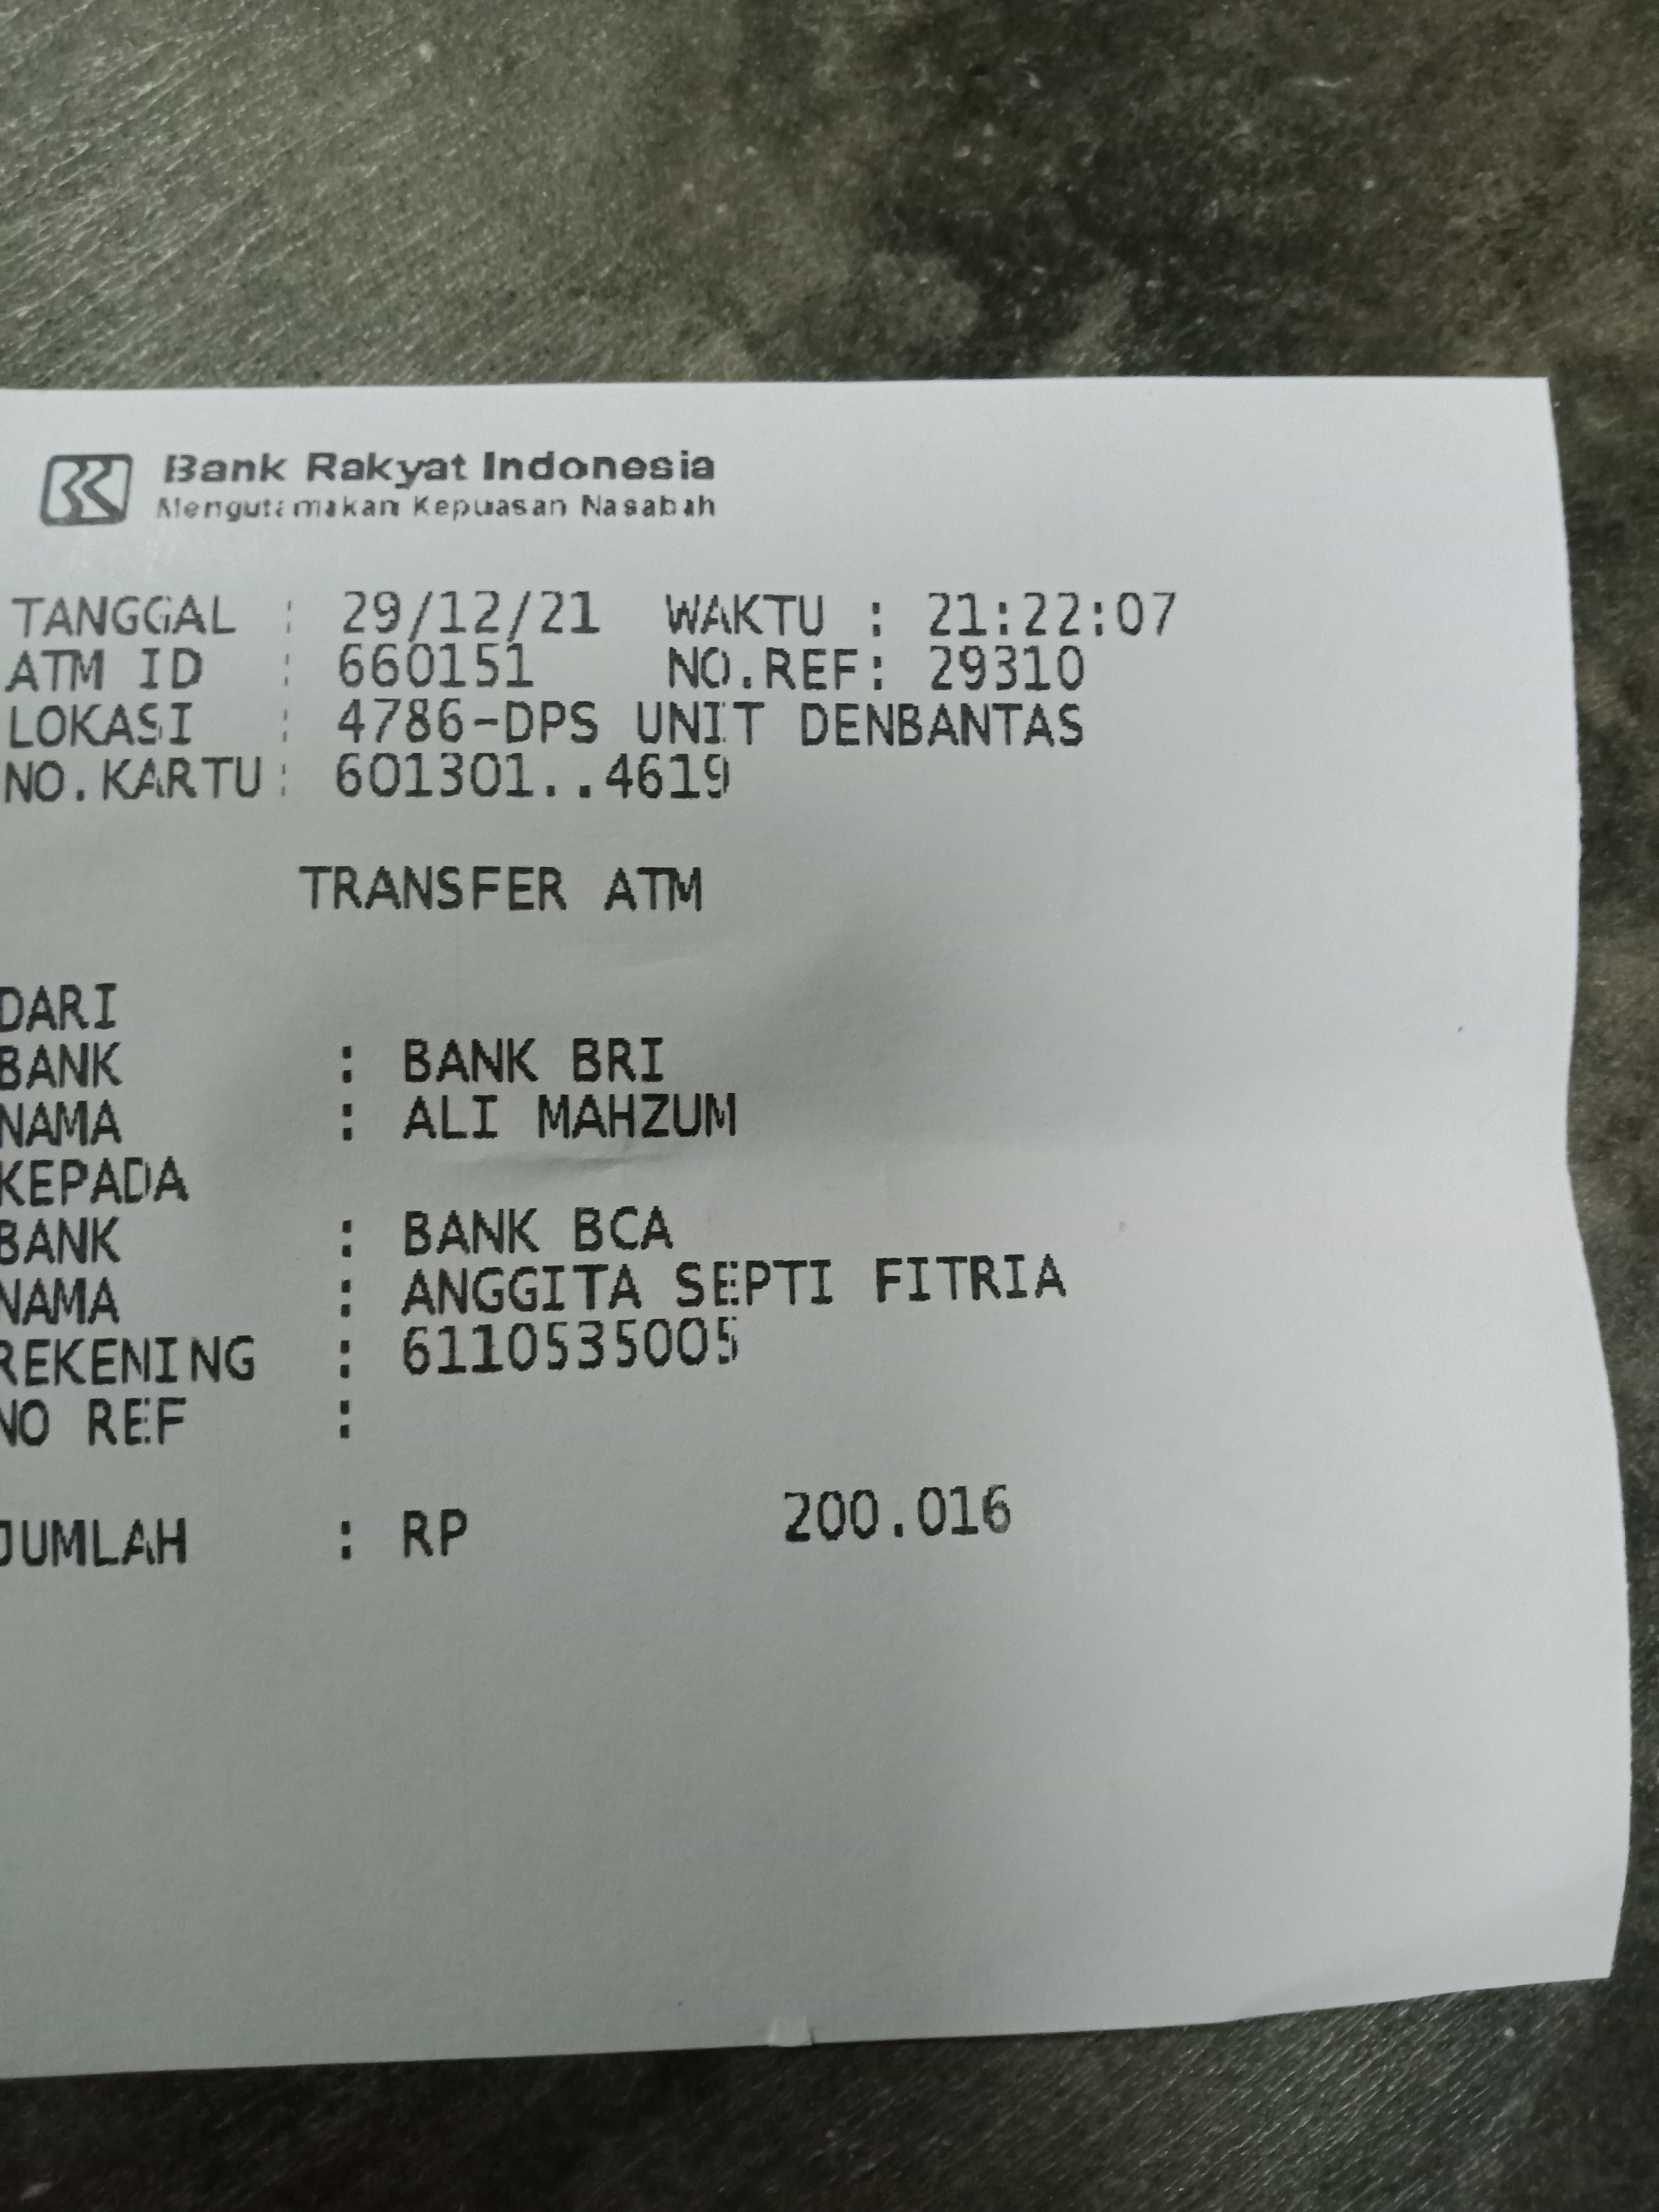 Bank Rakyat Indonesia
Mengutamakan Kepuasan Nasabah
TANGGAL : 29/12/21 WAKTU : 21:22:07
ATM ID : 660151 NO.REF: 29310
LOKASI : 4786-DPS UNIT DENBANTAS
NO.KARTU: 601301..4619
TRANSFER ATM
DARI
BANK : BANK BRI
NAMA : ALI MAHZUM
KEPADA
BANK : BANK BCA
NAMA : ANGGITA SEPTI FITRIA
REKENING : 6110535005
NO REF :
JUMLAH : RP 200.016